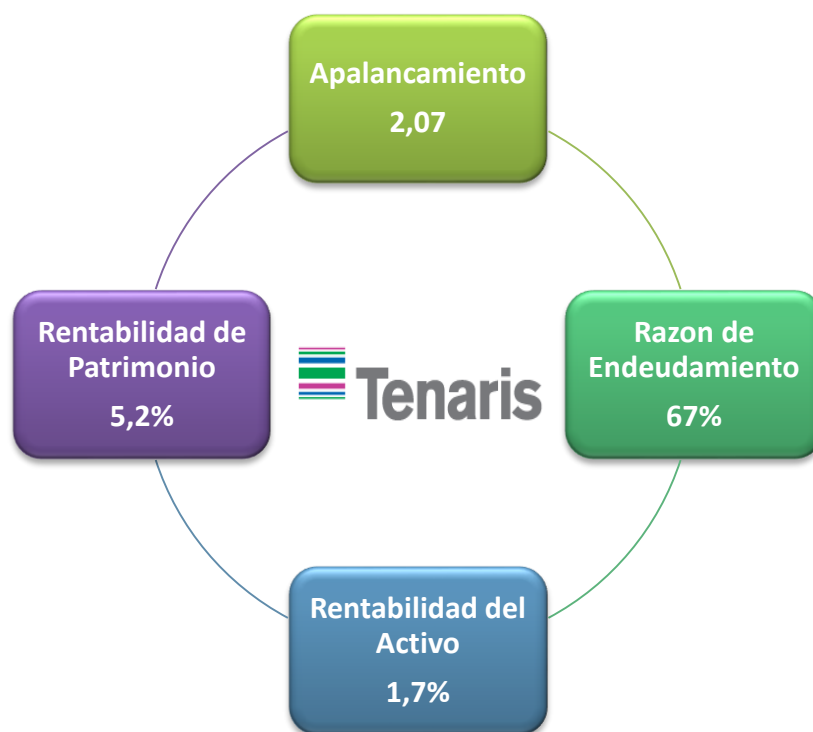 Apalancamiento
2,07
Rentabilidad de
Patrimonio
5,2%
Tenaris
Razon de
Endeudamiento
67%
Rentabilidad del
Activo
1,7%